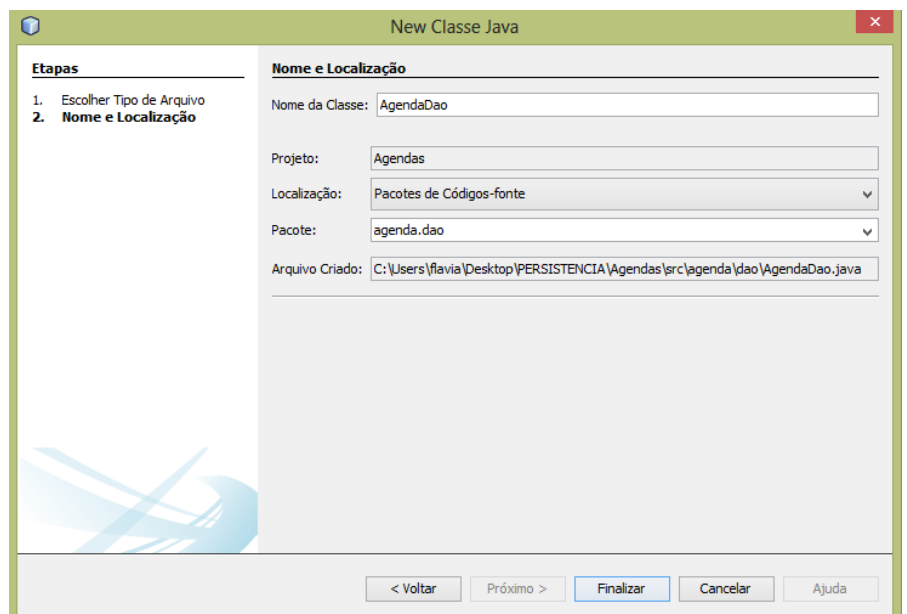 New Classe Java
Etapas
1. Escolher Tipo de Arquivo
2. Nome e Localização
Nome e Localização
Nome da Classe: AgendaDao
Projeto: Agendas
Localização: Pacotes de Códigos-fonte
Pacote: agenda.dao
Arquivo Criado: C:\Users\flavia\Desktop\PERSISTENCIA\Agendas\src\agenda\dao\AgendaDao.java
< Voltar Próximo > Finalizar Cancelar Ajuda